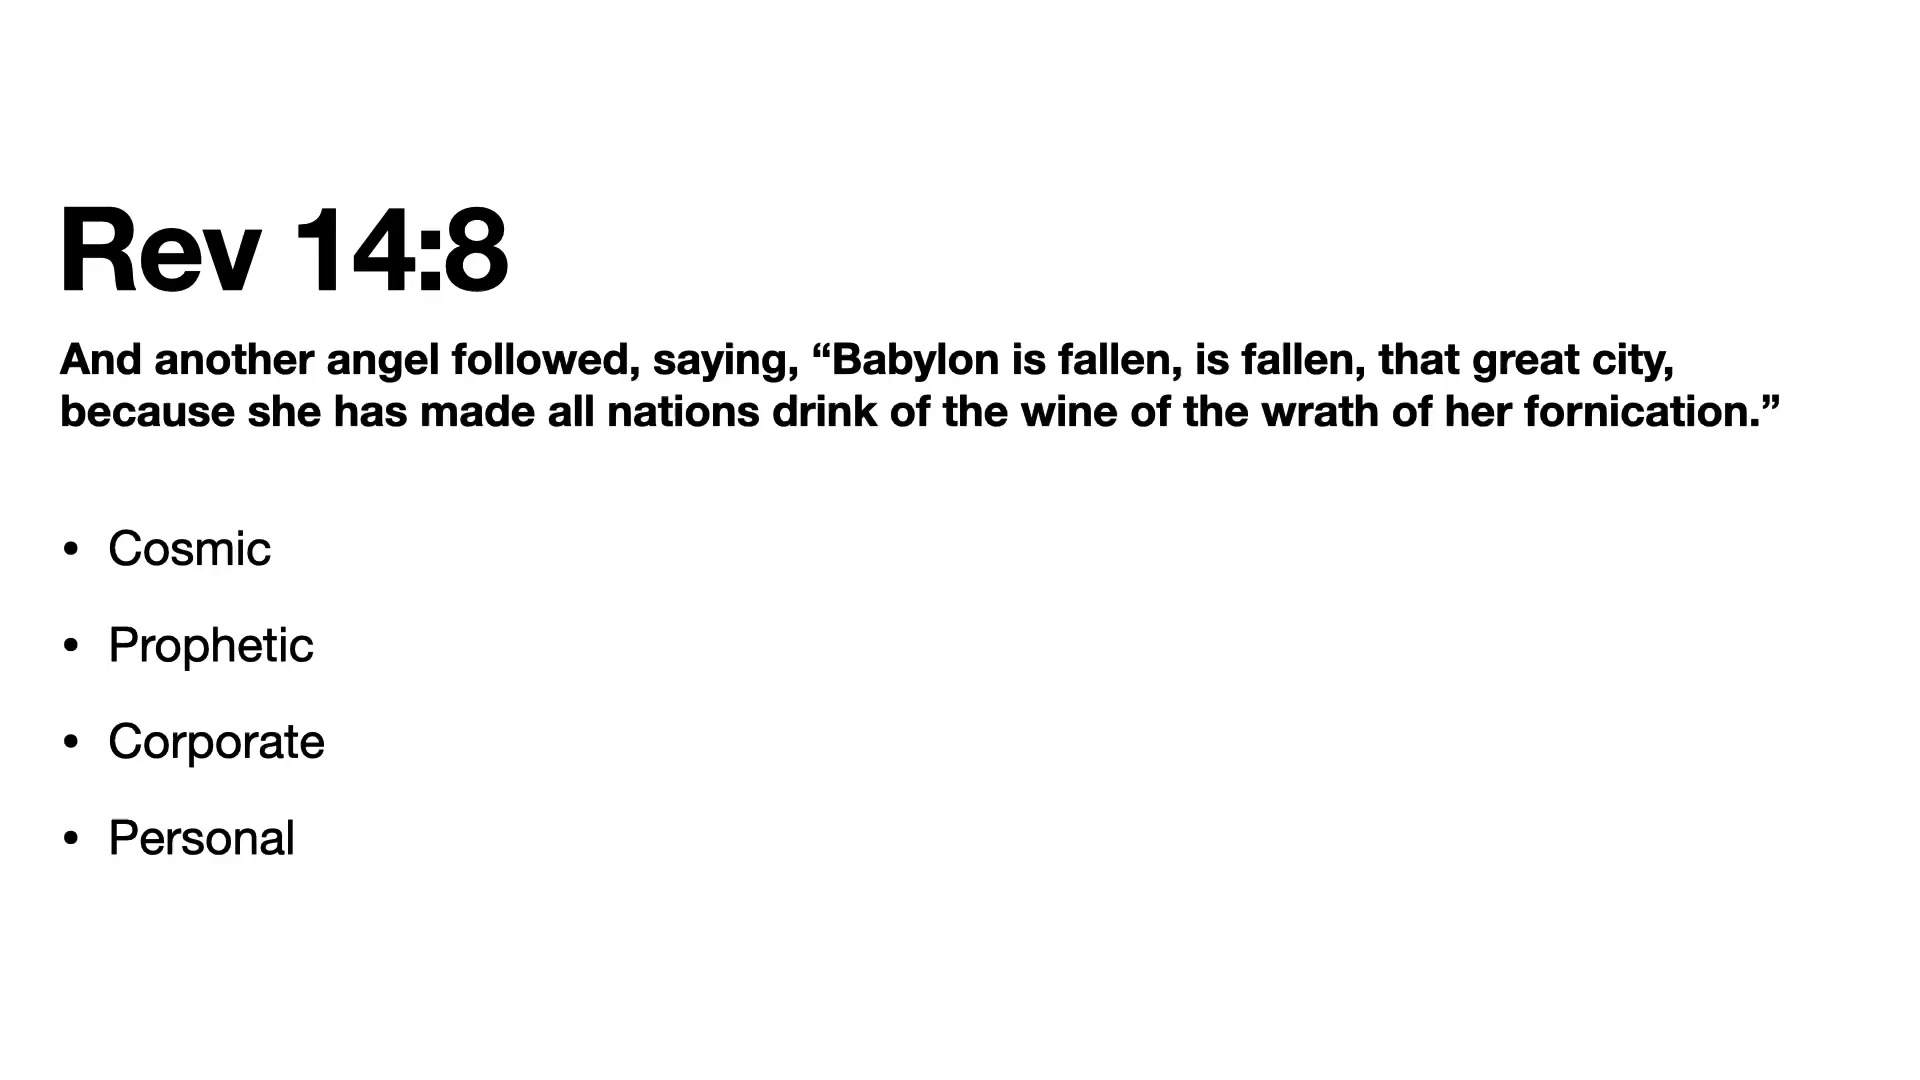 Rev 14:8
And another angel followed, saying, “Babylon is fallen, is fallen, that great city,
because she has made all nations drink of the wine of the wrath of her fornication.”
• Cosmic
• Prophetic
• Corporate
• Personal